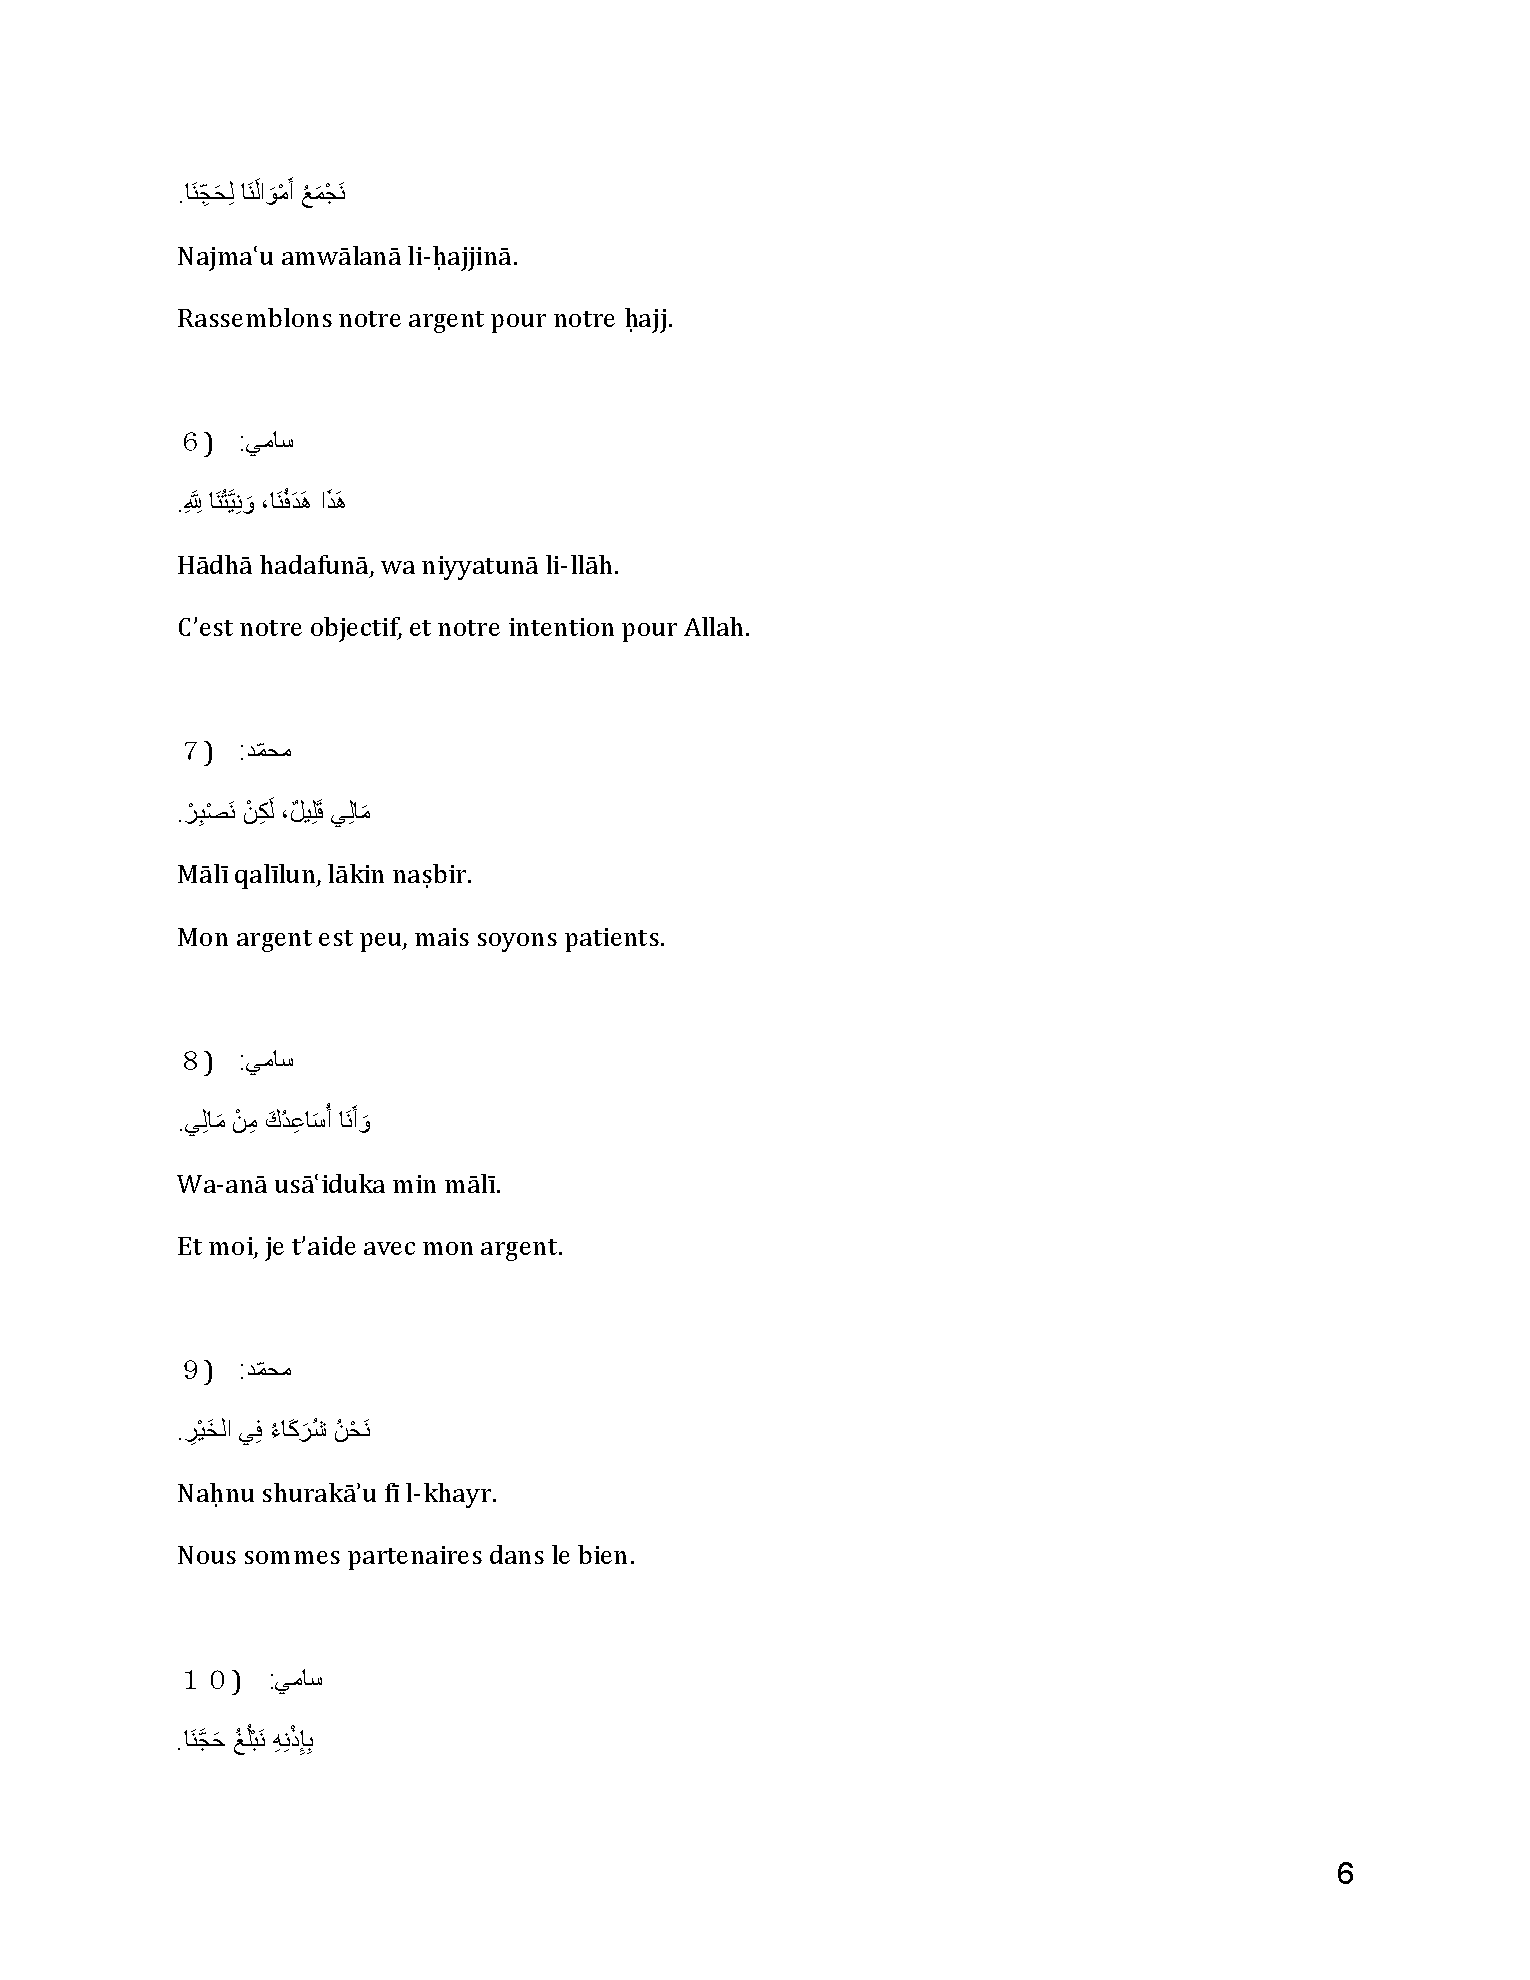 نَجْمَعُ أَمْوَالَنَا لِحَجِّنَا.
Najmaʿu amwālanā li-ḥajjinā.
Rassemblons notre argent pour notre ḥajj.
6) سامي:
هَذَا هَدَفُنَا، وَنِيَّتُنَا لِلَّهِ.
Hādhā hadafunā, wa niyyatunā li-llāh.
C’est notre objectif, et notre intention pour Allah.
7) محمّد:
مَالِي قَلِيلٌ، لَكِنْ نَصْبِرْ.
Mālī qalīlun, lākin naṣbir.
Mon argent est peu, mais soyons patients.
8) سامي:
وَأَنَا أُسَاعِدُكَ مِنْ مَالِي.
Wa-anā usāʿiduka min mālī.
Et moi, je t’aide avec mon argent.
9) محمّد:
نَحْنُ شُرَكَاءُ فِي الخَيْرِ.
Naḥnu shurakā’u fī l-khayr.
Nous sommes partenaires dans le bien.
10) سامي:
بِإِذْنِهِ نَبْلُغُ حَجَّنَا.
6